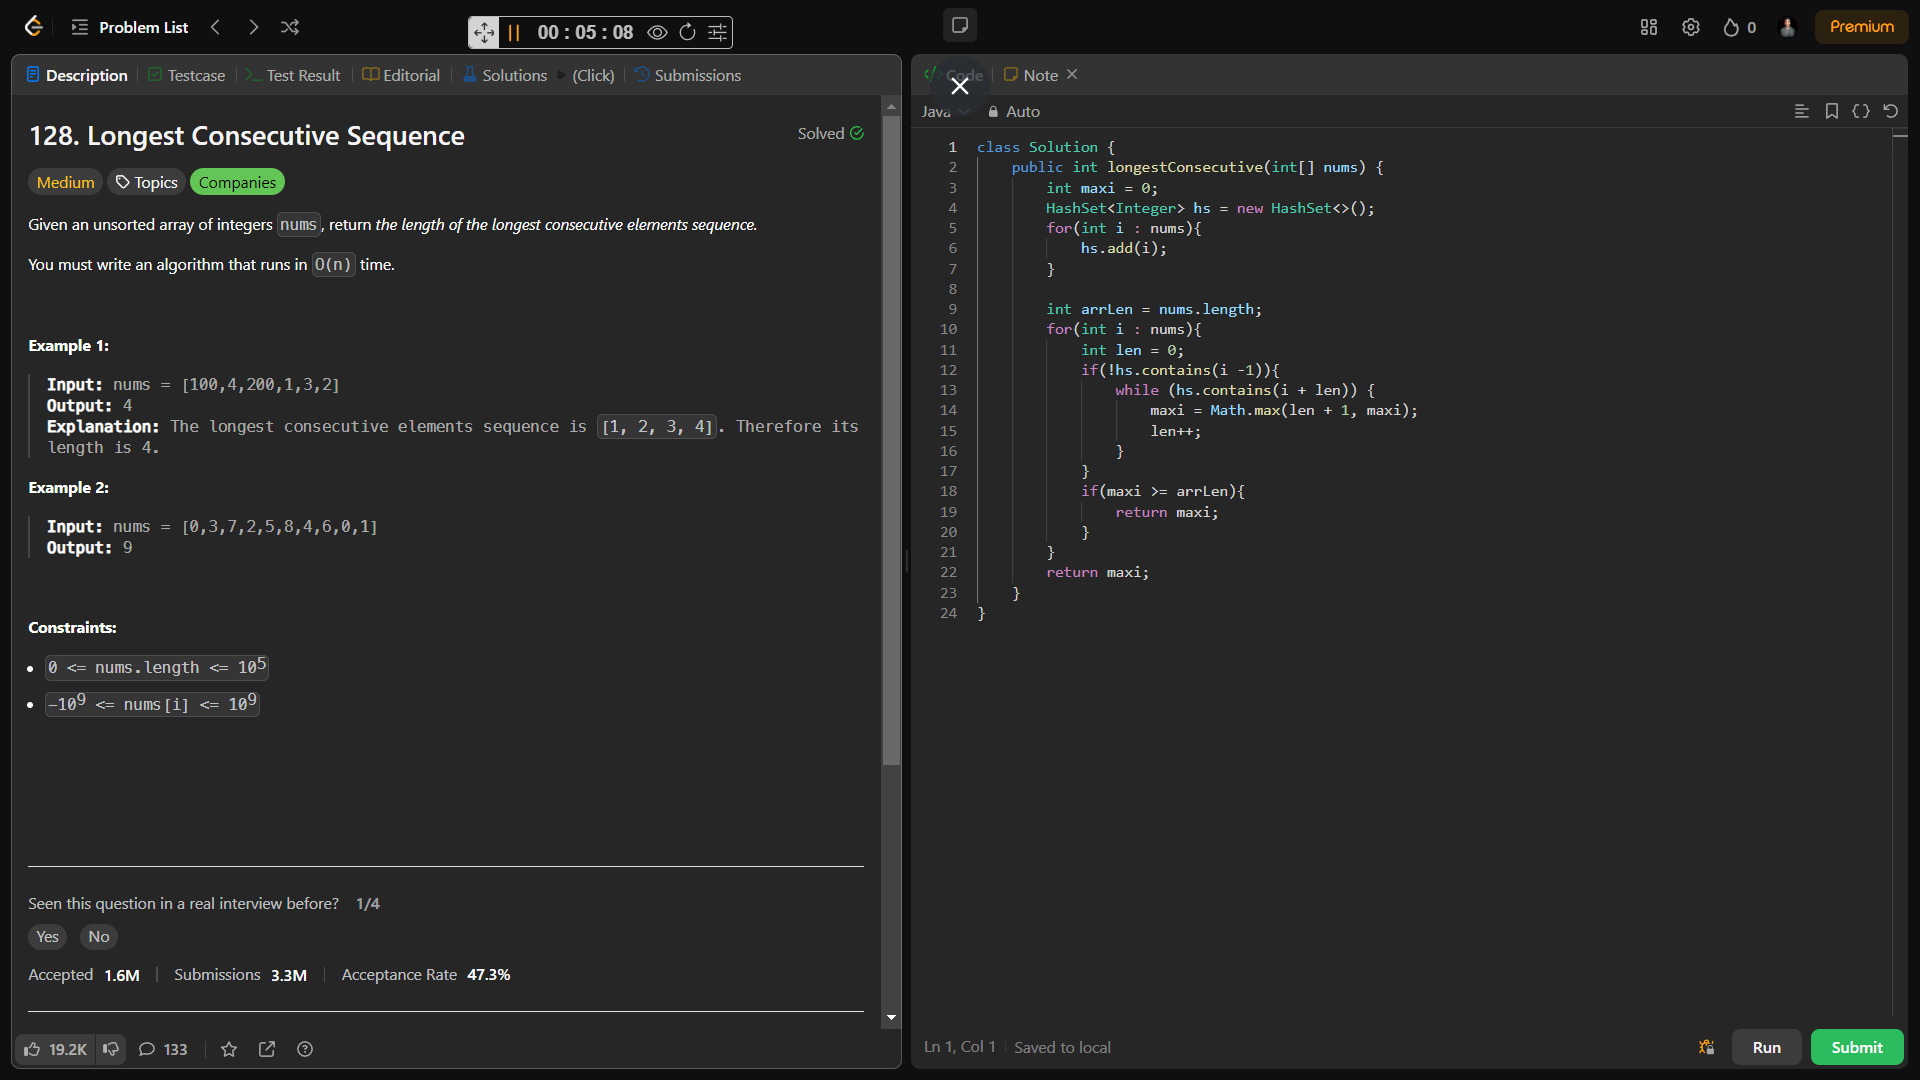 Problem List
00 : 05 : 08
0
Premium
Description
Testcase
Test Result
Editorial
Solutions
(Click)
Submissions
128. Longest Consecutive Sequence
Solved
Medium
Topics
Companies
Given an unsorted array of integers nums, return the length of the longest consecutive elements sequence.
You must write an algorithm that runs in O(n) time.
Example 1:
Input: nums = [100,4,200,1,3,2]
Output: 4
Explanation: The longest consecutive elements sequence is [1, 2, 3, 4]. Therefore its
length is 4.
Example 2:
Input: nums = [0,3,7,2,5,8,4,6,0,1]
Output: 9
Constraints:
0 <= nums.length <= 10⁵
-10⁹ <= nums[i] <= 10⁹
Seen this question in a real interview before? 1/4
Yes No
Accepted 1.6M
Submissions 3.3M
Acceptance Rate 47.3%
19.2K
133
Code
Note
Java
Auto
1 class Solution {
2     public int longestConsecutive(int[] nums) {
3         int maxi = 0;
4         HashSet<Integer> hs = new HashSet<>();
5         for(int i : nums){
6             hs.add(i);
7         }
8
9         int arrLen = nums.length;
10         for(int i : nums){
11             int len = 0;
12             if(!hs.contains(i -1)){
13                 while (hs.contains(i + len)) {
14                     maxi = Math.max(len + 1, maxi);
15                     len++;
16                 }
17             }
18             if(maxi >= arrLen){
19                 return maxi;
20             }
21         }
22         return maxi;
23     }
24 }
Ln 1, Col 1
Saved to local
Run
Submit